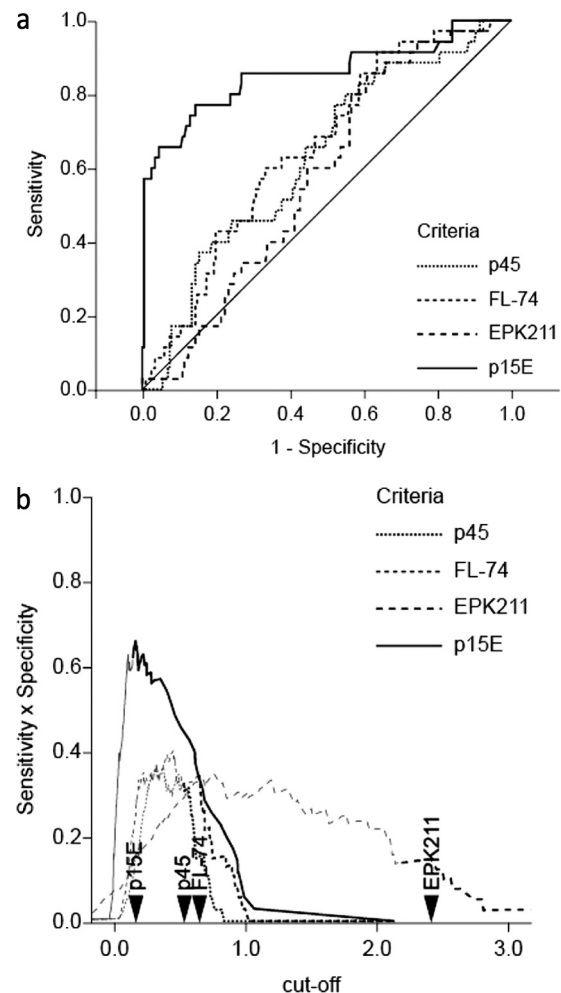 a
1.0
0.8
0.6
0.4
0.2
0.0
Sensitivity
Criteria
p45
FL-74
EPK211
p15E
0.0 0.2 0.4 0.6 0.8 1.0
1 - Specificity
b
1.0
0.8
0.6
0.4
0.2
0.0
Sensitivity x Specificity
Criteria
p45
FL-74
EPK211
p15E
p15E
p45
FL-74
EPK211
0.0 1.0 2.0 3.0
cut-off